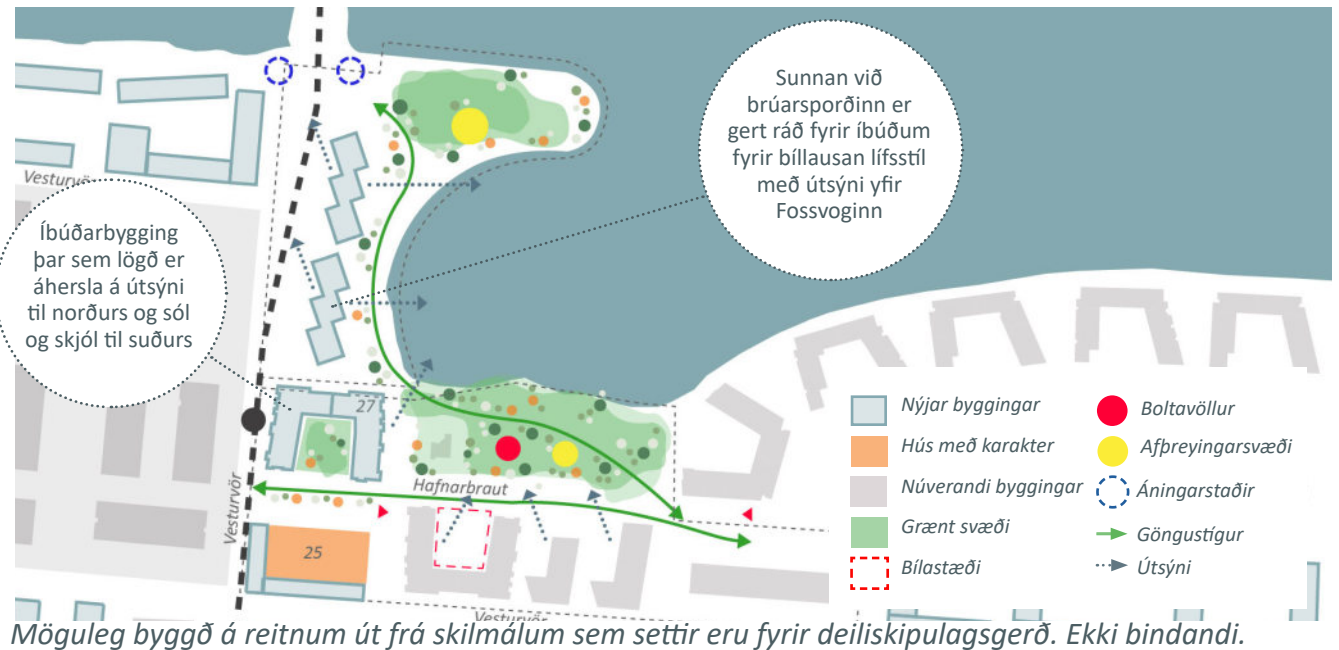 Sunnan við
brúarsporðinn er
gert ráð fyrir íbúðum
fyrir bíllausan lífsstíl
með útsýni yfir
Fossvoginn
Vesturvör
Íbúðarbygging
þar sem lögð er
áhersla á útsýni
til norðurs og sól
og skjól til suðurs
27
Hafnarbraut
Vesturvör
25
Vesturvör
Nýjar byggingar
Hús með karakter
Núverandi byggingar
Grænt svæði
Bílastæði
Boltavöllur
Afþreyingarsvæði
Áningarstaðir
Göngustígur
Útsýni
Möguleg byggð á reitnum út frá skilmálum sem settir eru fyrir deiliskipulagsgerð. Ekki bindandi.